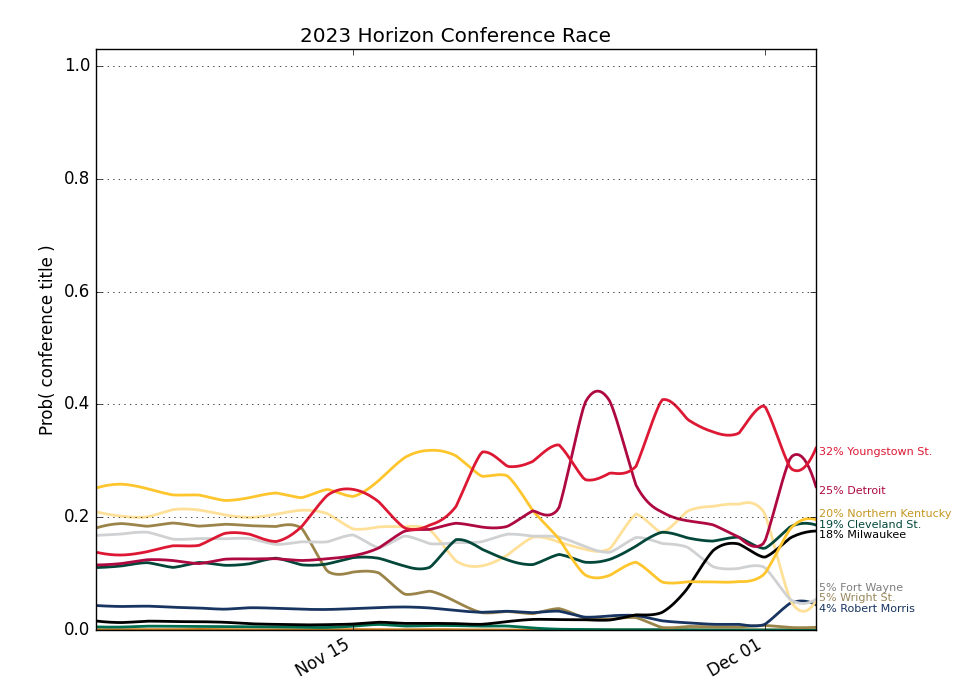 2023 Horizon Conference Race
1.0
0.8
0.6
0.4
0.2
0.0
Prob( conference title )
Nov 15
Dec 01
32% Youngstown St.
25% Detroit
20% Northern Kentucky
19% Cleveland St.
18% Milwaukee
5% Fort Wayne
5% Wright St.
4% Robert Morris